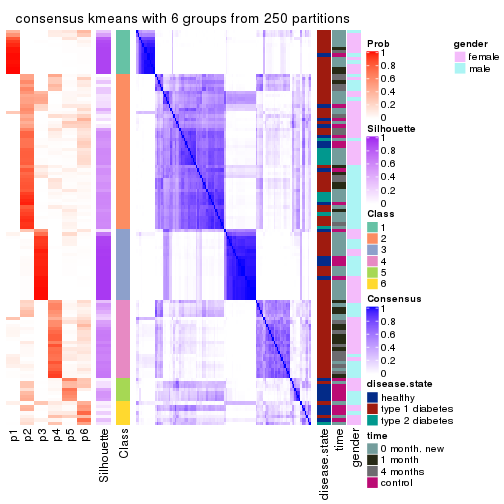 consensus kmeans with 6 groups from 250 partitions
p1
p2
p3
p4
p5
p6
Silhouette
Class
disease.state
time
gender
Prob
1
0.8
0.6
0.4
0.2
0
Silhouette
1
0.8
0.6
0.4
0.2
0
Class
1
2
3
4
5
6
Consensus
1
0.8
0.6
0.4
0.2
0
disease.state
healthy
type 1 diabetes
type 2 diabetes
time
0 month, new
1 month
4 months
control
gender
female
male